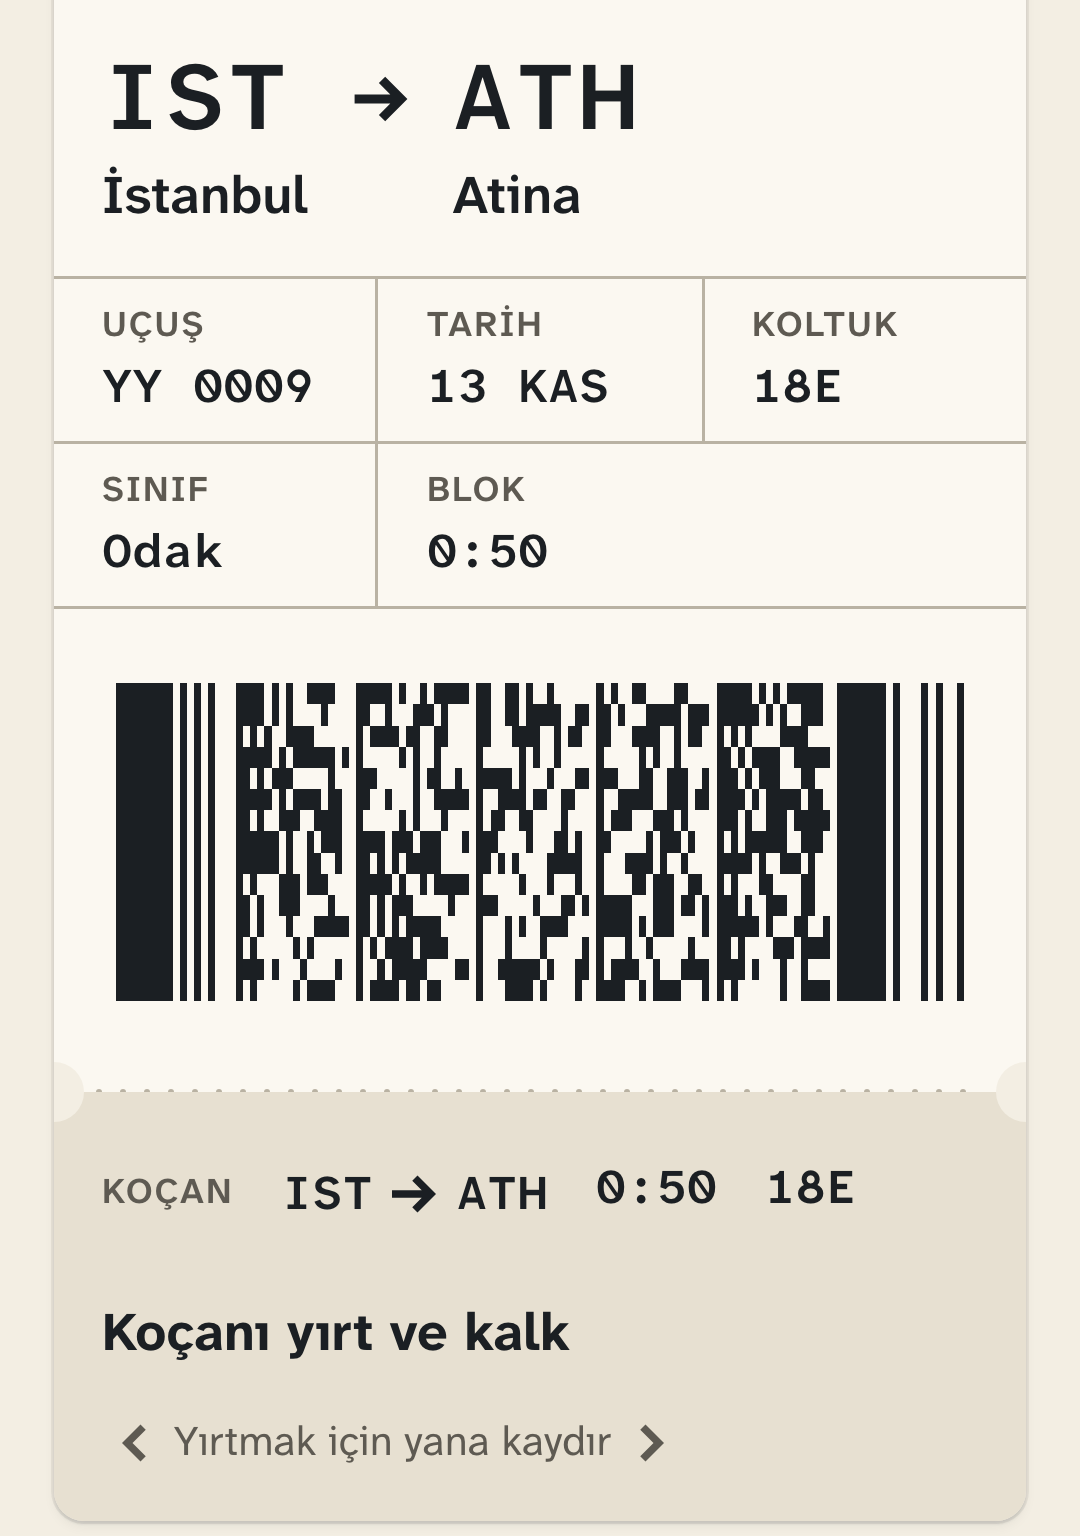 IST → ATH
İstanbul Atina
UÇUŞ TARİH KOLTUK
YY 0009 13 KAS 18E
SINIF BLOK
Odak 0:50
KOÇAN IST → ATH 0:50 18E
Koçanı yırt ve kalk
Yırtmak için yana kaydır